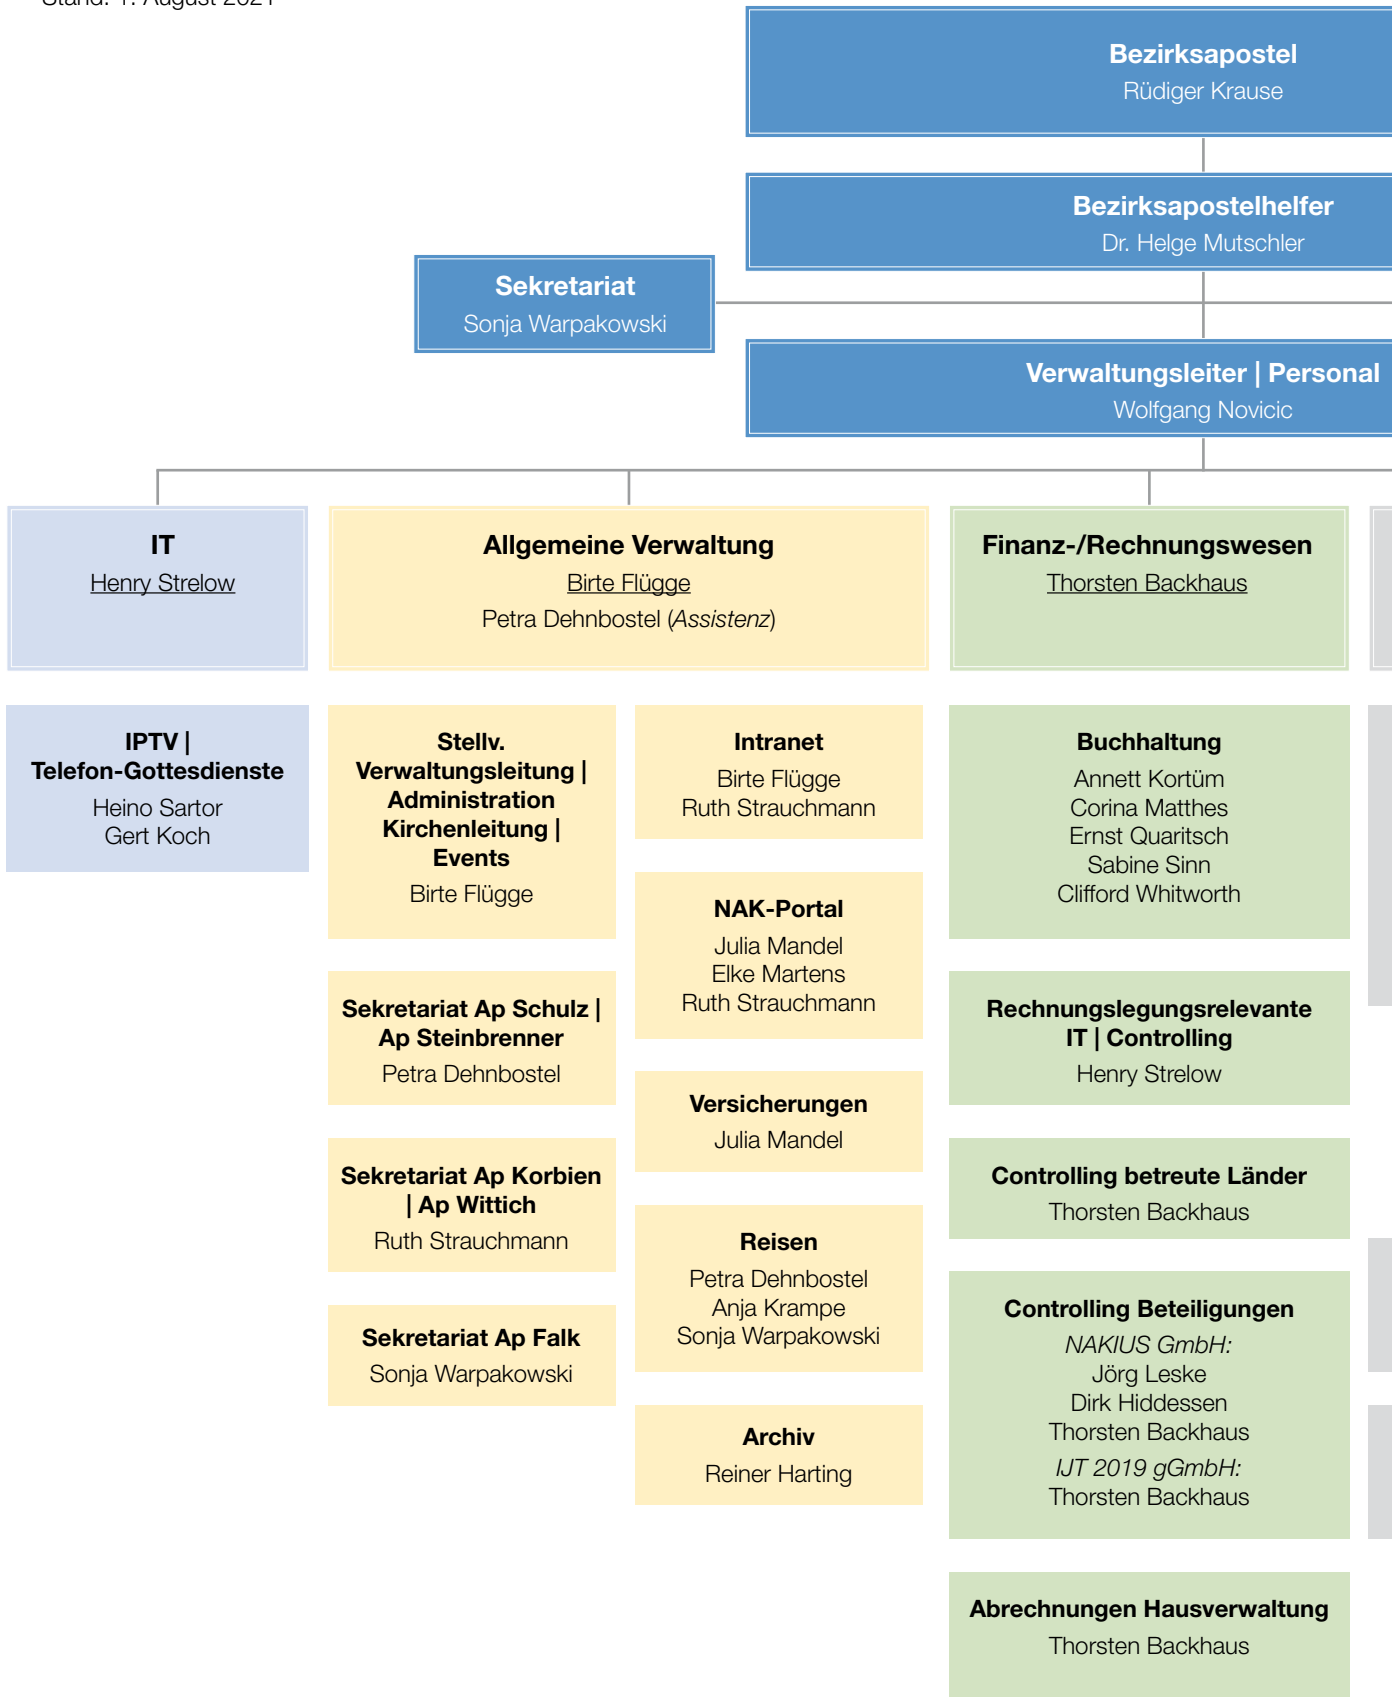 Stand: 1. August 2021
Bezirksapostel
Rüdiger Krause
Bezirksapostelhelfer
Dr. Helge Mutschler
Sekretariat
Sonja Warpakowski
Verwaltungsleiter | Personal
Wolfgang Novicic
IT
Henry Strelow
Allgemeine Verwaltung
Birte Flügge
Petra Dehnbostel (Assistenz)
Finanz-/Rechnungswesen
Thorsten Backhaus
IPTV |
Telefon-Gottesdienste
Heino Sartor
Gert Koch
Stellv.
Verwaltungsleitung |
Administration
Kirchenleitung |
Events
Birte Flügge
Sekretariat Ap Schulz |
Ap Steinbrenner
Petra Dehnbostel
Sekretariat Ap Korbien
| Ap Wittich
Ruth Strauchmann
Sekretariat Ap Falk
Sonja Warpakowski
Intranet
Birte Flügge
Ruth Strauchmann
NAK-Portal
Julia Mandel
Elke Martens
Ruth Strauchmann
Versicherungen
Julia Mandel
Reisen
Petra Dehnbostel
Anja Krampe
Sonja Warpakowski
Archiv
Reiner Harting
Buchhaltung
Annett Kortüm
Corina Matthes
Ernst Quaritsch
Sabine Sinn
Clifford Whitworth
Rechnungslegungsrelevante
IT | Controlling
Henry Strelow
Controlling betreute Länder
Thorsten Backhaus
Controlling Beteiligungen
NAKIUS GmbH:
Jörg Leske
Dirk Hiddessen
Thorsten Backhaus
IJT 2019 gGmbH:
Thorsten Backhaus
Abrechnungen Hausverwaltung
Thorsten Backhaus